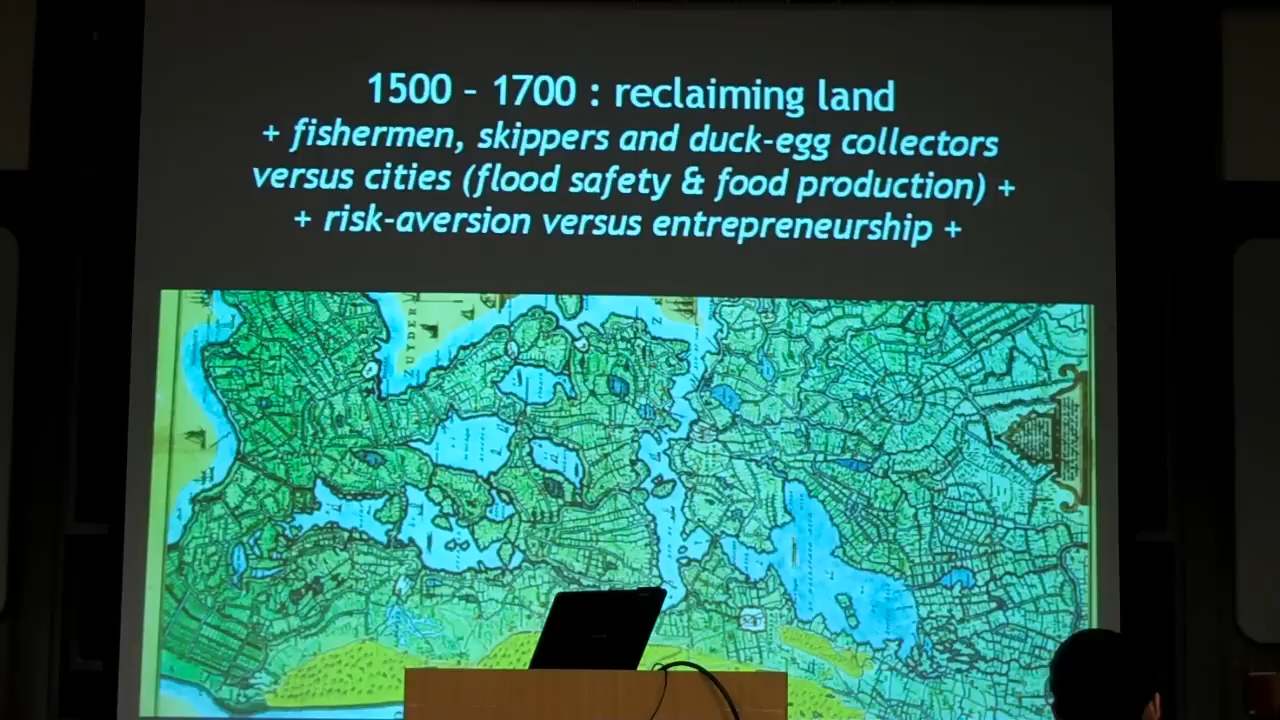 1500 – 1700 : reclaiming land
+ fishermen, skippers and duck-egg collectors
versus cities (flood safety & food production) +
+ risk-aversion versus entrepreneurship +
UYDER